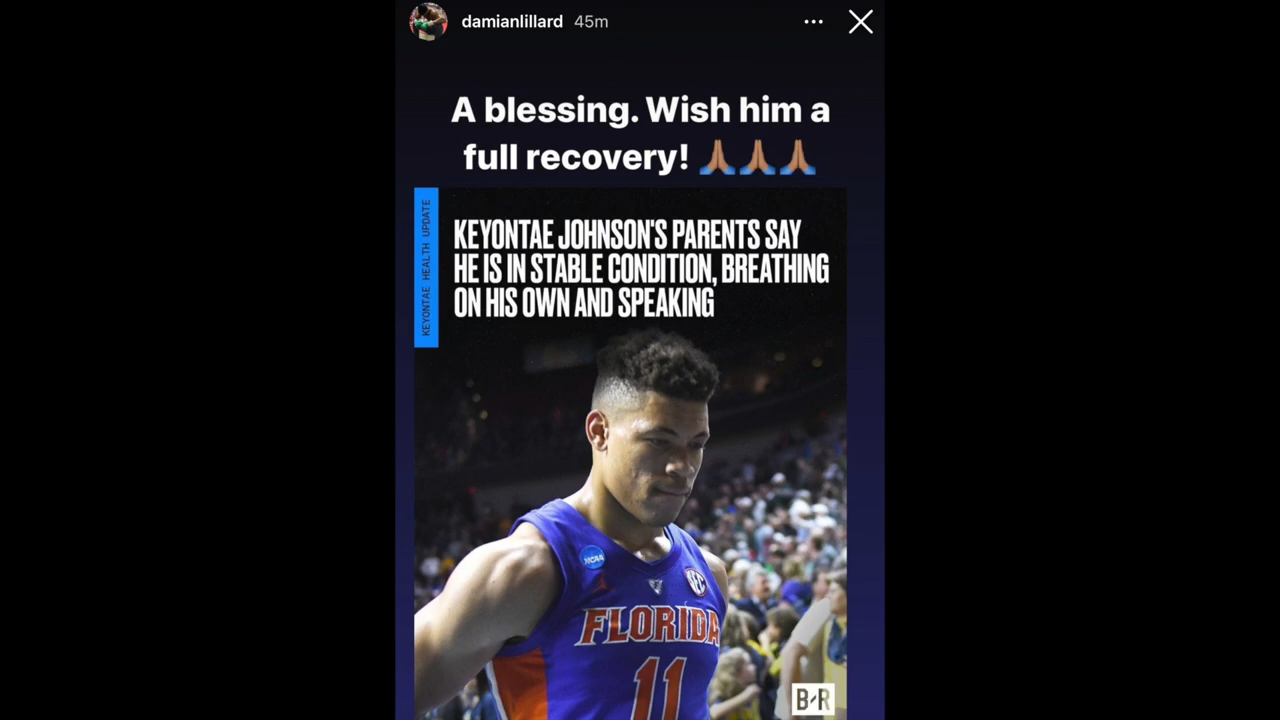 damianlillard 45m
A blessing. Wish him a
full recovery! 🙏🏽🙏🏽🙏🏽
KEYONTAE HEALTH UPDATE
KEYONTAE JOHNSON'S PARENTS SAY
HE IS IN STABLE CONDITION, BREATHING
ON HIS OWN AND SPEAKING
NCAA
SEC
FLORIDA
11
B/R